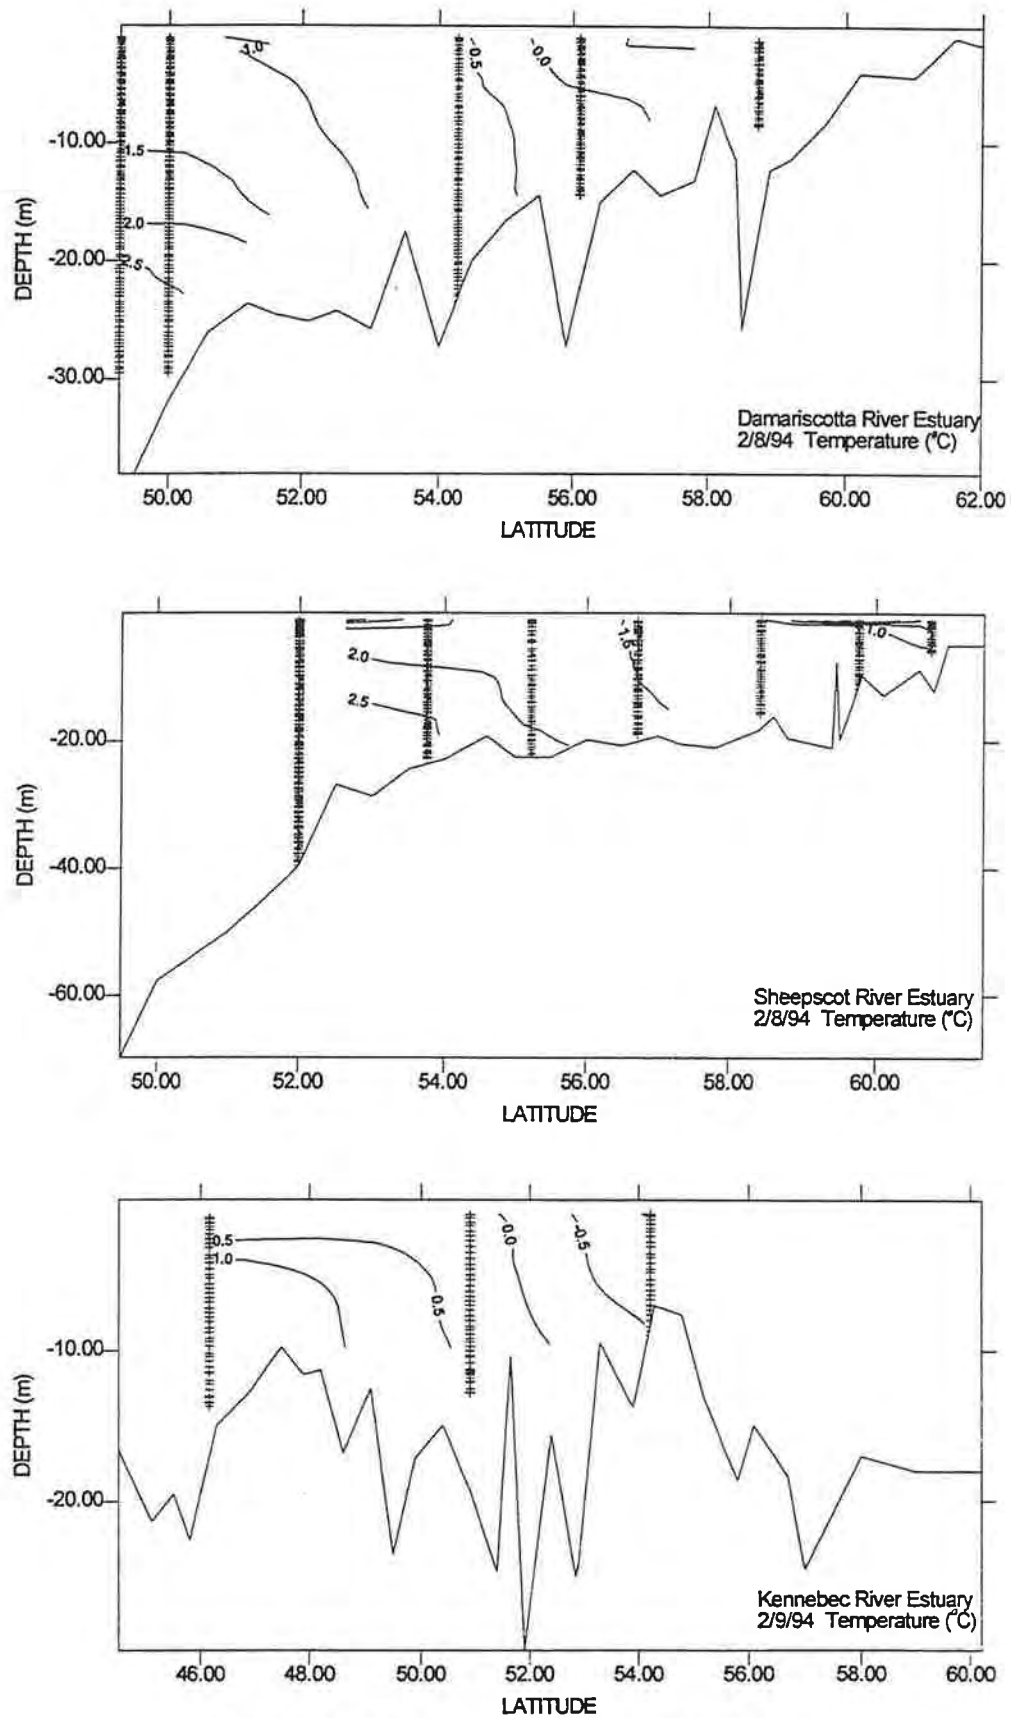 -1.0
-0.5
-0.0
-10.00
1.5
2.0
-20.00
2.5
-30.00
DEPTH (m)
Damariscotta River Estuary
2/8/94 Temperature (°C)
50.00 52.00 54.00 56.00 58.00 60.00 62.00
LATITUDE
2.0
-1.5
1.0
2.5
-20.00
-40.00
-60.00
DEPTH (m)
Sheepscot River Estuary
2/8/94 Temperature (°C)
50.00 52.00 54.00 56.00 58.00 60.00
LATITUDE
0.5
1.0
0.5
-0.0
-0.5
-10.00
-20.00
DEPTH (m)
Kennebec River Estuary
2/9/94 Temperature (°C)
46.00 48.00 50.00 52.00 54.00 56.00 58.00 60.00
LATITUDE